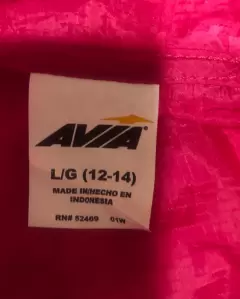 AVIA
L/G (12-14)
MADE IN/HECHO EN
INDONESIA
RN# 52469 01W